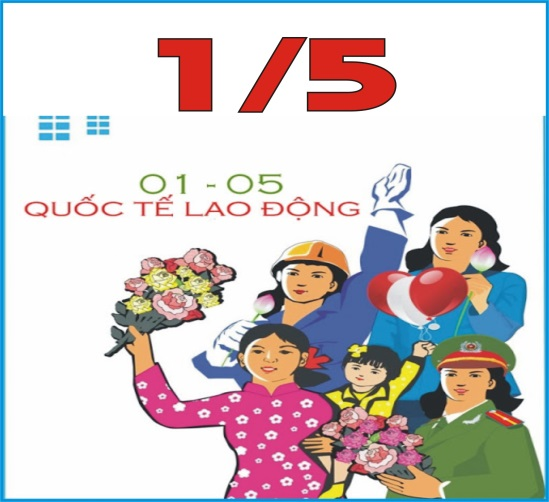 1/5
01 - 05
QUỐC TẾ LAO ĐỘNG